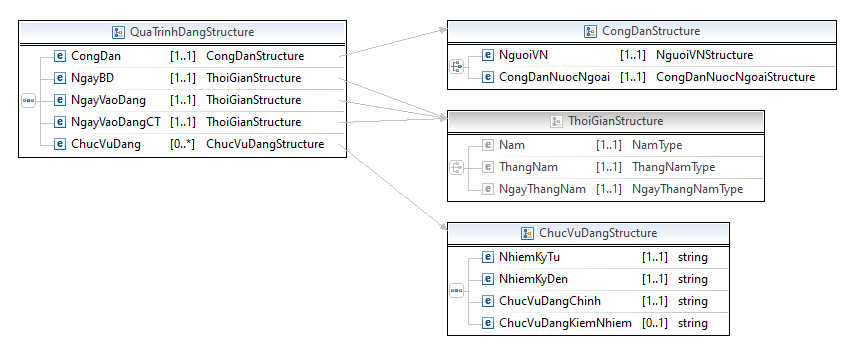 QuaTrinhDangStructure
CongDan [1..1] CongDanStructure
NgayBD [1..1] ThoiGianStructure
NgayVaoDang [1..1] ThoiGianStructure
NgayVaoDangCT [1..1] ThoiGianStructure
ChucVuDang [0..*] ChucVuDangStructure
CongDanStructure
NguoiVN [1..1] NguoiVNStructure
CongDanNuocNgoai [1..1] CongDanNuocNgoaiStructure
ThoiGianStructure
Nam [1..1] NamType
ThangNam [1..1] ThangNamType
NgayThangNam [1..1] NgayThangNamType
ChucVuDangStructure
NhiemKyTu [1..1] string
NhiemKyDen [1..1] string
ChucVuDangChinh [1..1] string
ChucVuDangKiemNhiem [0..1] string